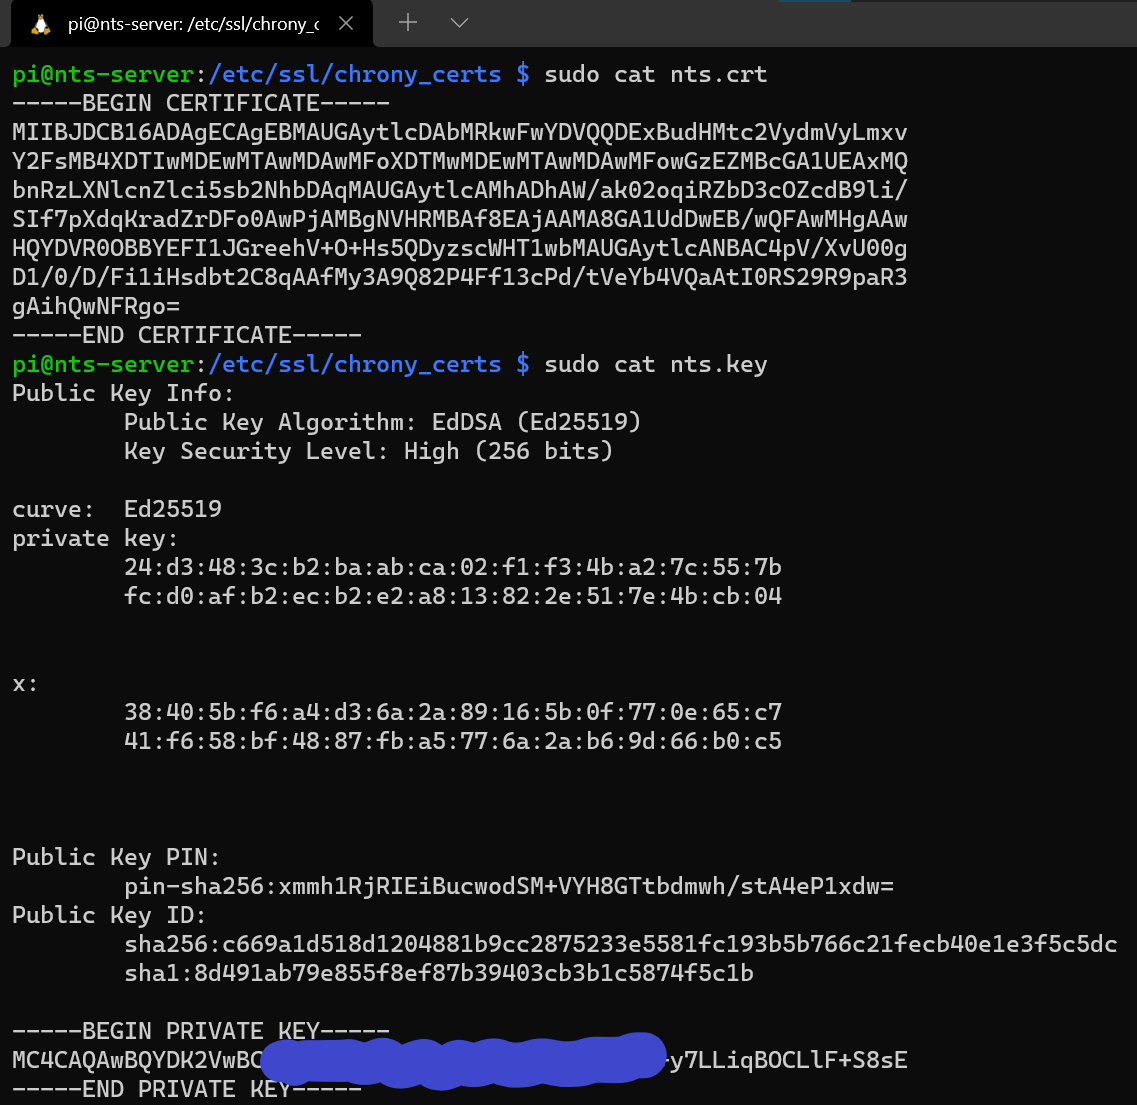 pi@nts-server: /etc/ssl/chrony_c
pi@nts-server:/etc/ssl/chrony_certs $ sudo cat nts.crt
-----BEGIN CERTIFICATE-----
MIIBJDCB16ADAgECAgEBMAUGAytlcDAbMRkwFwYDVQQDExBudHMtc2VydmVyLmxv
Y2FsMB4XDTIwMDEwMTAwMDAwMFoXDTMwMDEwMTAwMDAwMFowGzEZMBcGA1UEAxMQ
bnRzLXNlcnZlci5sb2NhbDAqMAUGAytlcAMhADhAW/ak02oqiRZbD3cOZcdB9li/
SIf7pXdqKradZrDFo0AwPjAMBgNVHRMBAf8EAjAAMA8GA1UdDwEB/wQFAwMHgAAw
HQYDVR0OBBYEFI1JGreehV+O+Hs5QDyzscWHT1wbMAUGAytlcANBAC4pV/XvU00g
D1/0/D/Fi1iHsdbt2C8qAAfMy3A9Q82P4Ff13cPd/tVeYb4VQaAtI0RS29R9paR3
gAihQwNFRgo=
-----END CERTIFICATE-----
pi@nts-server:/etc/ssl/chrony_certs $ sudo cat nts.key
Public Key Info:
Public Key Algorithm: EdDSA (Ed25519)
Key Security Level: High (256 bits)
curve: Ed25519
private key:
24:d3:48:3c:b2:ba:ab:ca:02:f1:f3:4b:a2:7c:55:7b
fc:d0:af:b2:ec:b2:e2:a8:13:82:2e:51:7e:4b:cb:04
x:
38:40:5b:f6:a4:d3:6a:2a:89:16:5b:0f:77:0e:65:c7
41:f6:58:bf:48:87:fb:a5:77:6a:2a:b6:9d:66:b0:c5
Public Key PIN:
pin-sha256:xmmh1RjRIEiBucwodSM+VYH8GTtbdmwh/stA4eP1xdw=
Public Key ID:
sha256:c669a1d518d1204881b9cc2875233e5581fc193b5b766c21fecb40e1e3f5c5dc
sha1:8d491ab79e855f8ef87b39403cb3b1c5874f5c1b
-----BEGIN PRIVATE KEY-----
MC4CAQAwBQYDK2VwBC y7LLiqBOCLlF+S8sE
-----END PRIVATE KEY-----